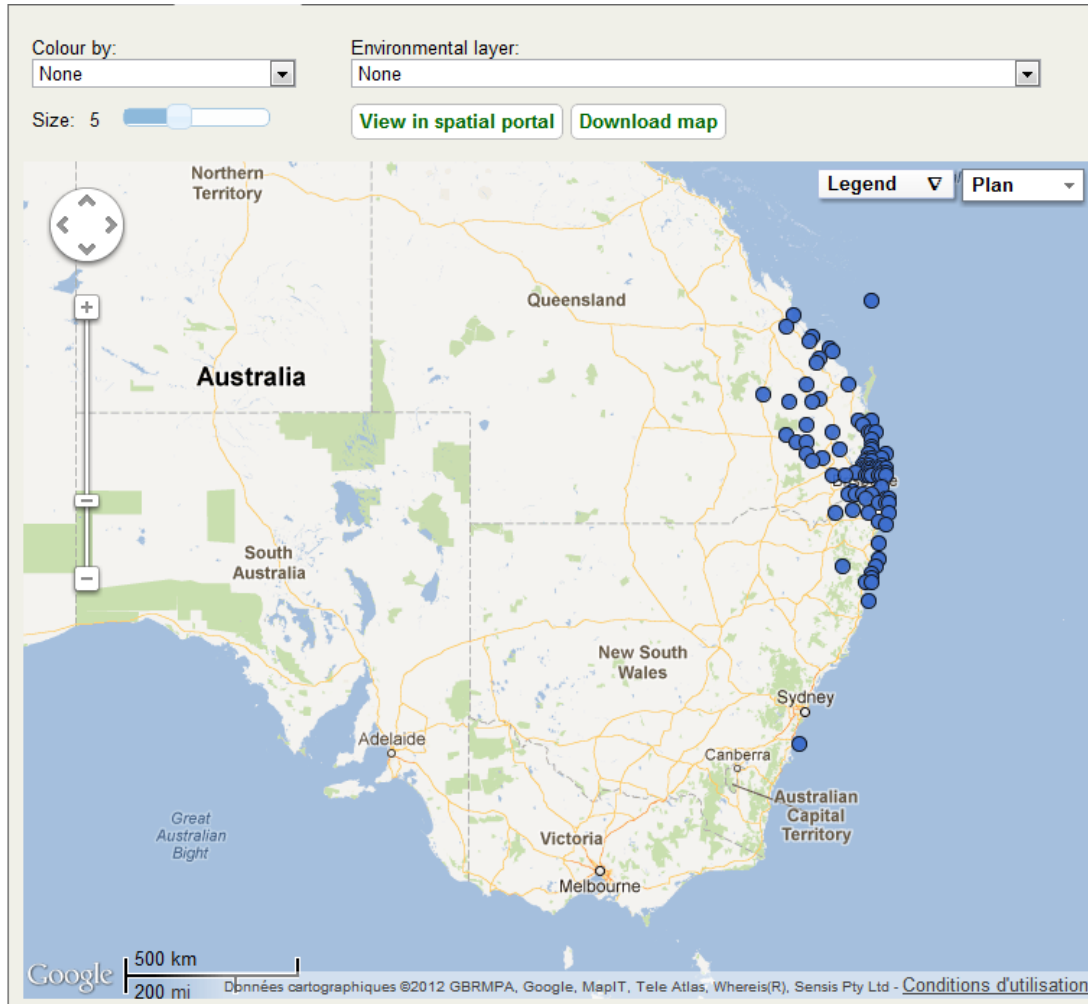 Colour by:
Environmental layer:
None
None
Size: 5
View in spatial portal
Download map
Northern
Territory
Legend
Plan
Queensland
Australia
South
Australia
New South
Wales
Sydney
Adelaide
Canberra
Australian
Capital
Territory
Great
Australian
Bight
Victoria
Melbourne
500 km
200 mi
Google
Données cartographiques ©2012 GBRMPA, Google, MapIT, Tele Atlas, Whereis(R), Sensis Pty Ltd - Conditions d'utilisation